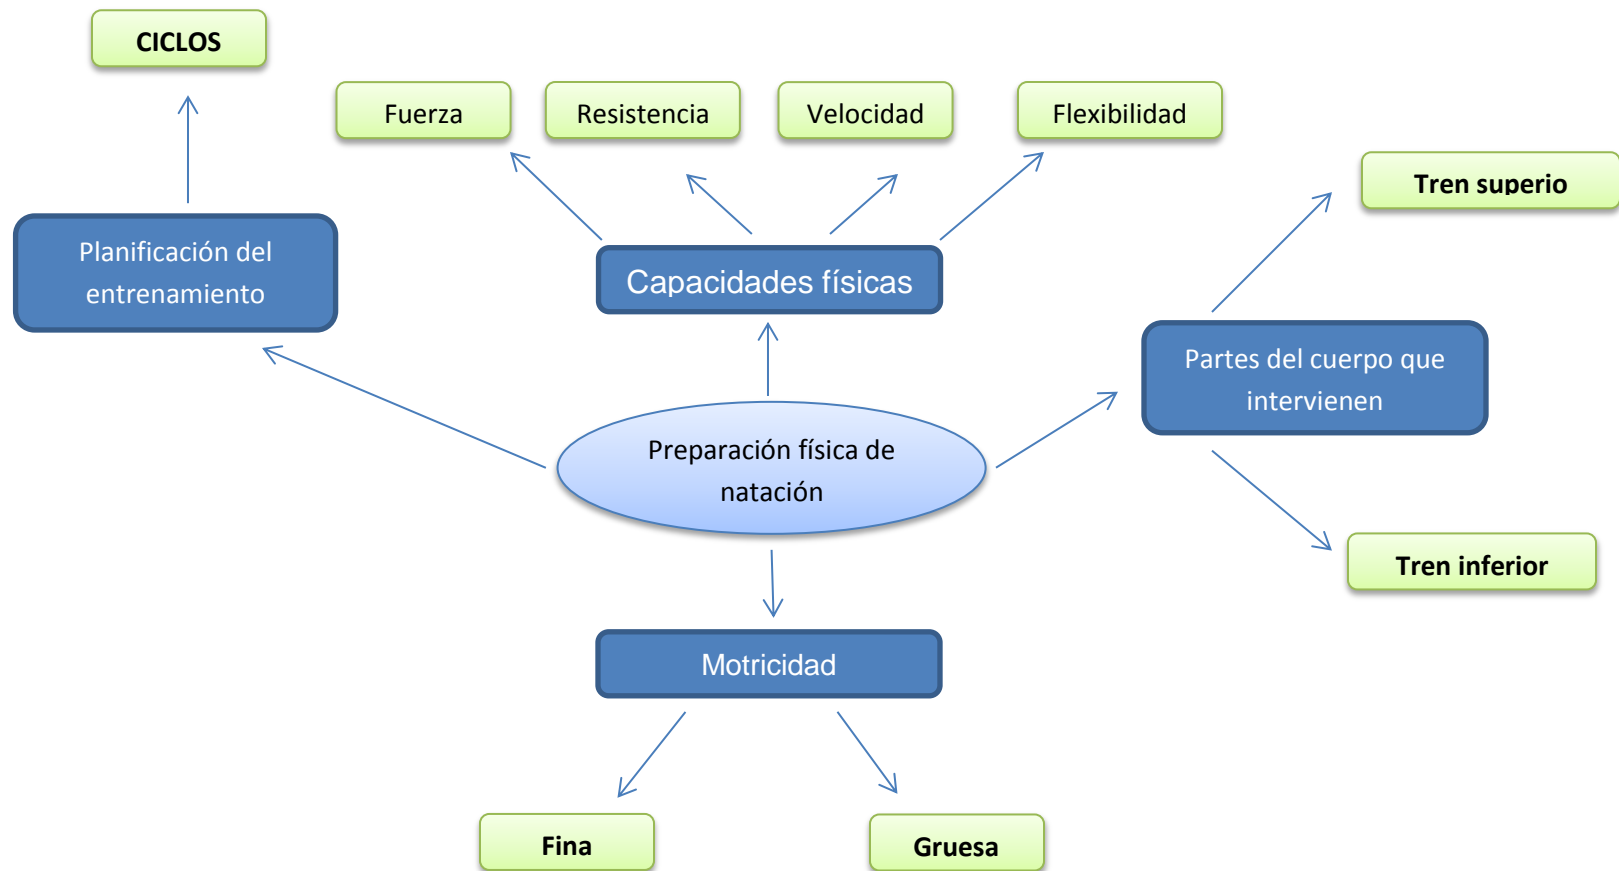 CICLOS
Fuerza
Resistencia
Velocidad
Flexibilidad
Tren superio
Planificación del
entrenamiento
Capacidades físicas
Partes del cuerpo que
intervienen
Preparación física de
natación
Tren inferior
Motricidad
Fina
Gruesa